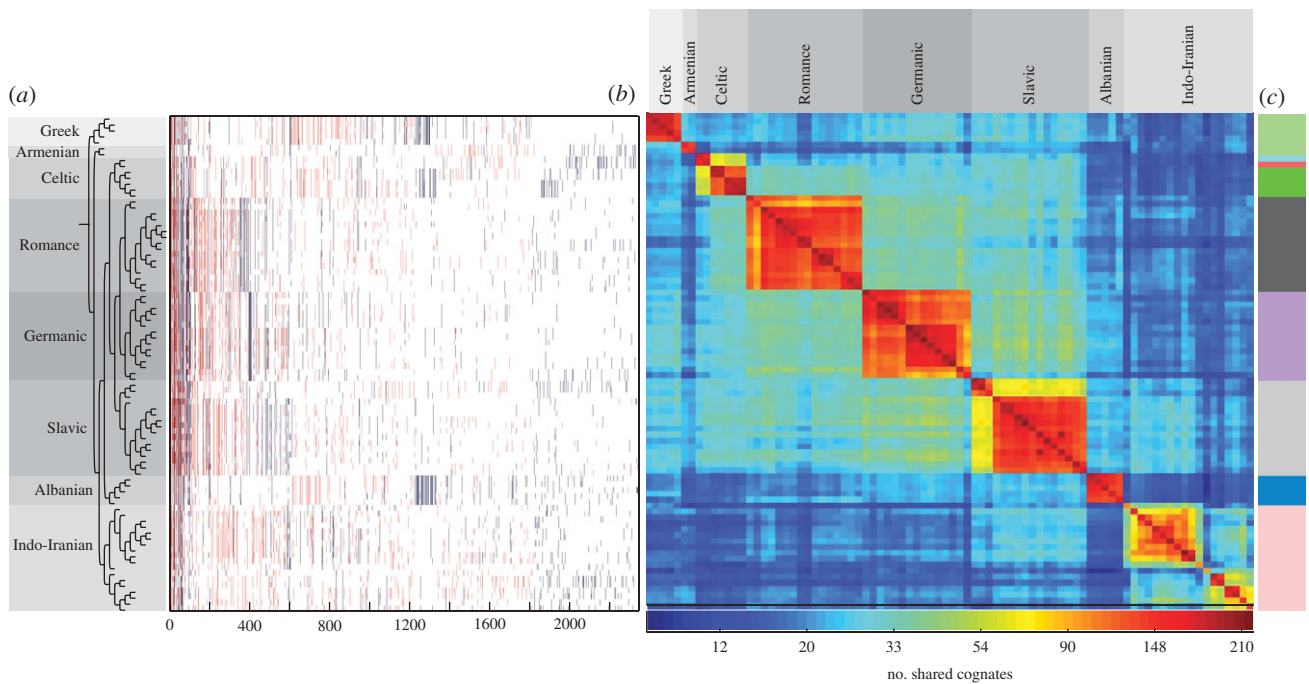 (a)
Greek
Armenian
Celtic
Romance
Germanic
Slavic
Albanian
Indo-Iranian
0 400 800 1200 1600 2000
(b)
Greek
Armenian
Celtic
Romance
Germanic
Slavic
Albanian
Indo-Iranian
12 20 33 54 90 148 210
no. shared cognates
(c)